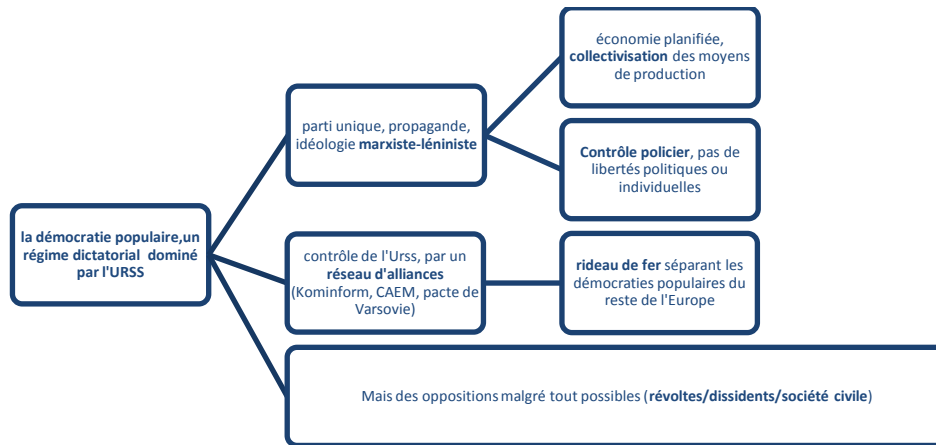 la démocratie populaire,un
régime dictatorial dominé
par l'URSS
parti unique, propagande,
idéologie marxiste-léniniste
économie planifiée,
collectivisation des moyens
de production
Contrôle policier, pas de
libertés politiques ou
individuelles
contrôle de l'Urss, par un
réseau d'alliances
(Kominform, CAEM, pacte de
Varsovie)
rideau de fer séparant les
démocraties populaires du
reste de l'Europe
Mais des oppositions malgré tout possibles (révoltes/dissidents/société civile)